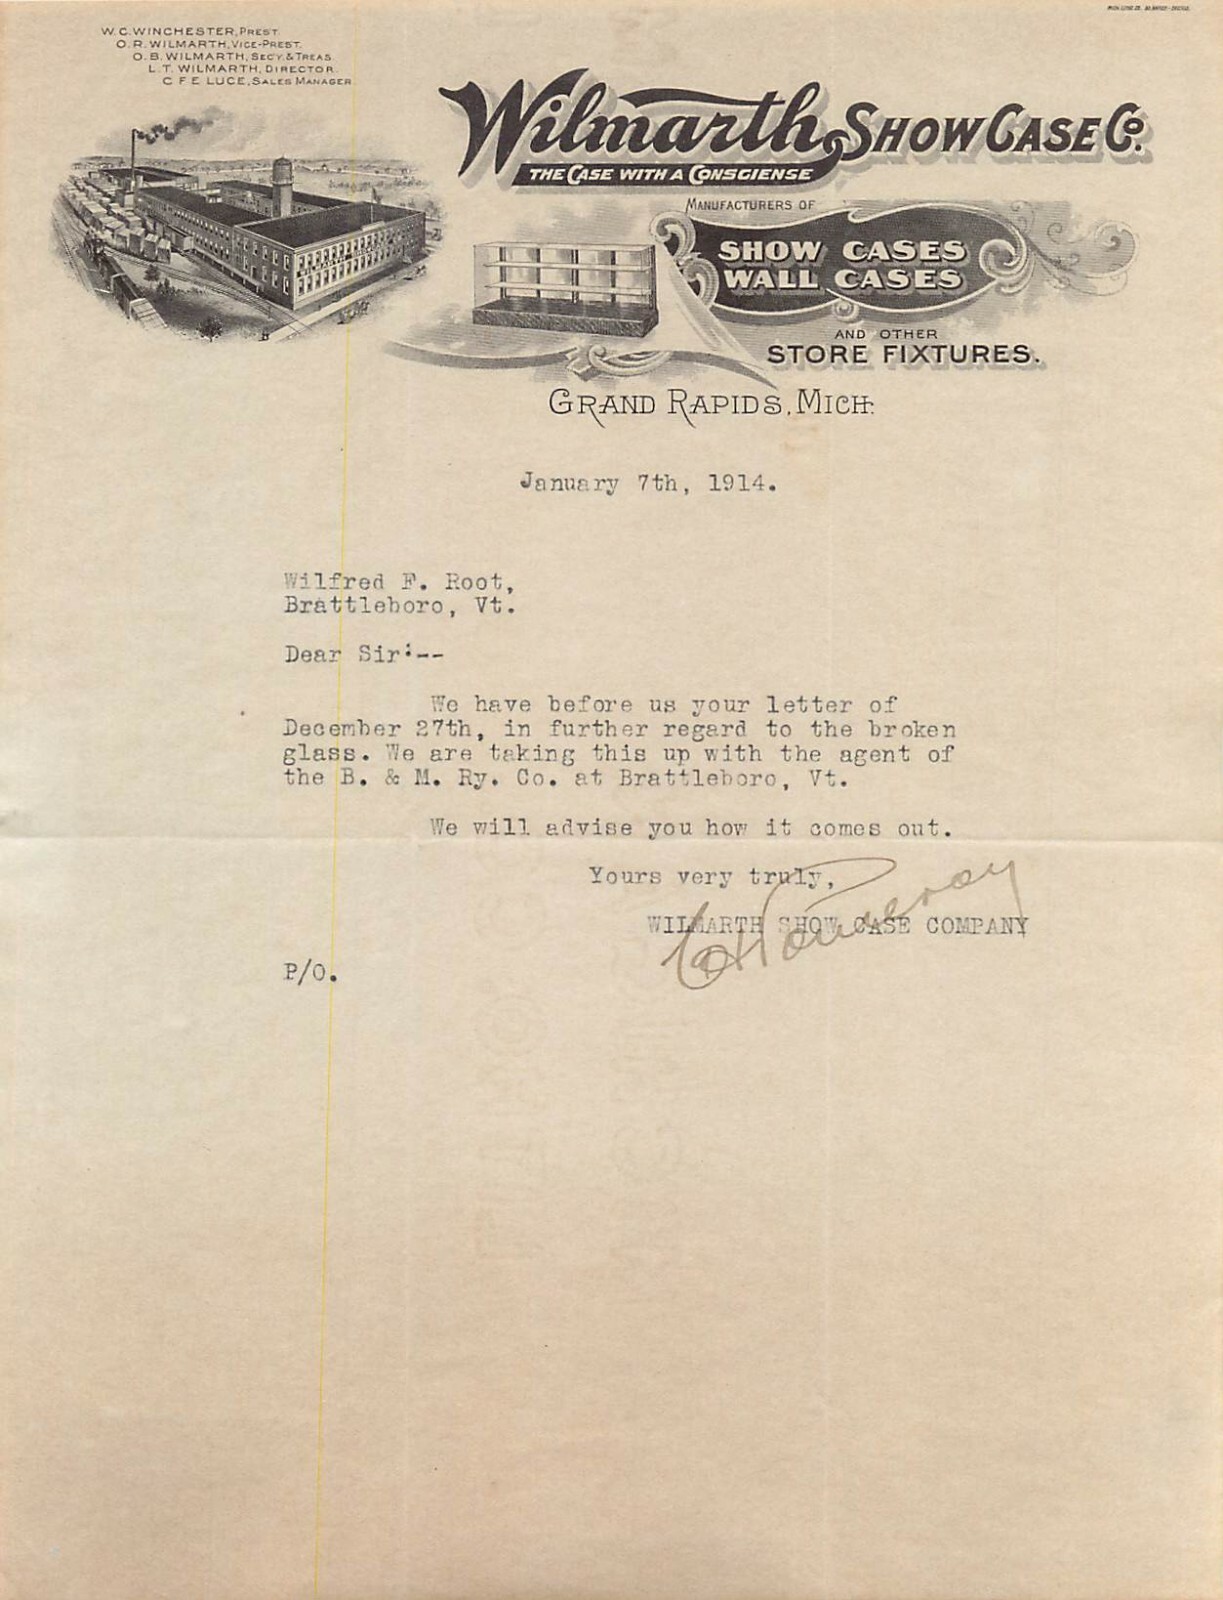 W. C. WINCHESTER, PREST.
O. R. WILMARTH, VICE-PREST.
O. B. WILMARTH, SEC'Y. & TREAS.
L. T. WILMARTH, DIRECTOR.
C F E LUCE, SALES MANAGER
Wilmarth Show Case Co.
THE CASE WITH A CONSCIENSE
MANUFACTURERS OF
SHOW CASES
WALL CASES
AND OTHER
STORE FIXTURES.
GRAND RAPIDS, MICH.
January 7th, 1914.
Wilfred F. Root,
Brattleboro, Vt.
Dear Sir:--
We have before us your letter of
December 27th, in further regard to the broken
glass. We are taking this up with the agent of
the B. & M. Ry. Co. at Brattleboro, Vt.
We will advise you how it comes out.
Yours very truly,
WILMARTH SHOW CASE COMPANY
P/O.